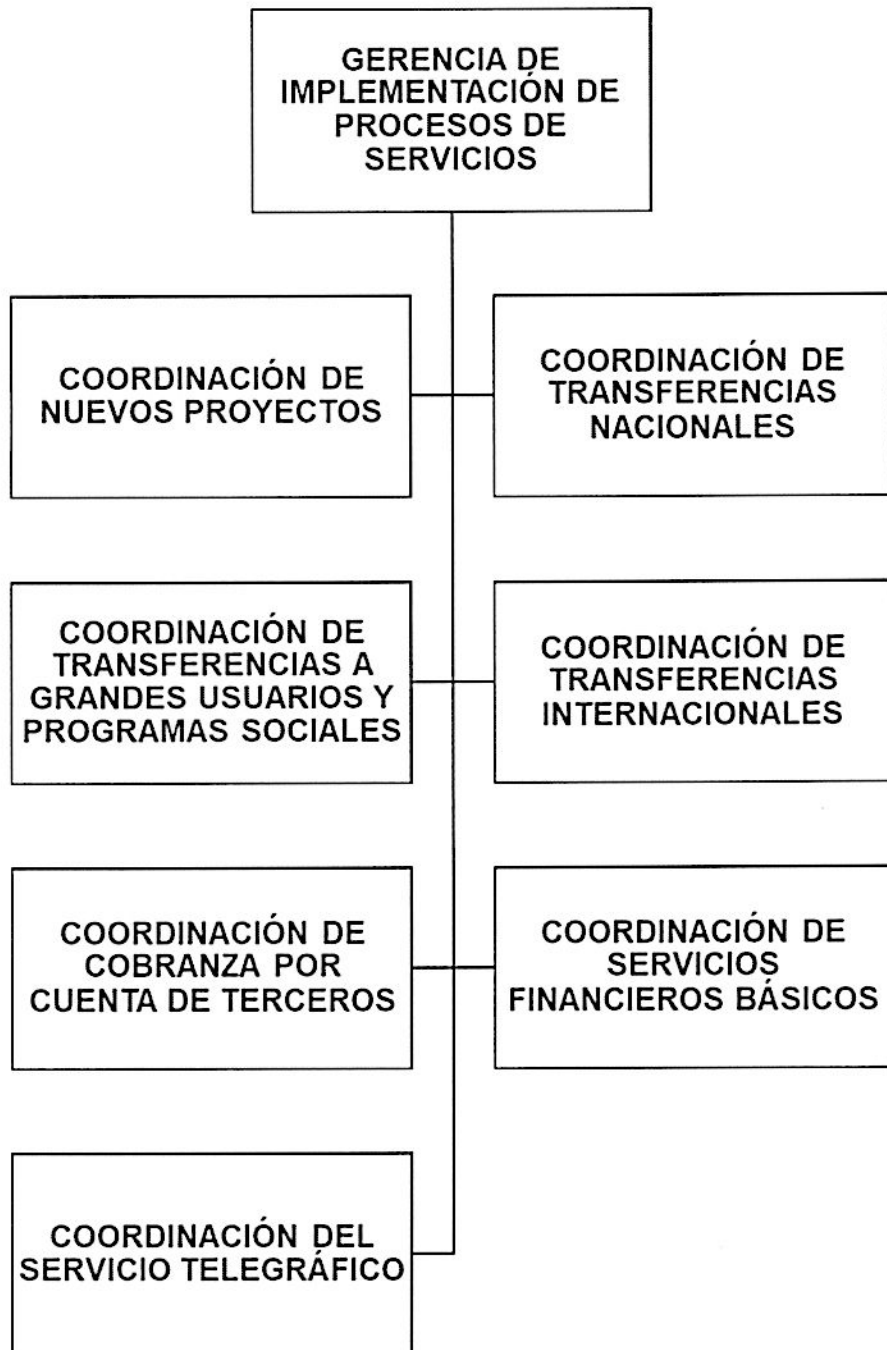 GERENCIA DE
IMPLEMENTACIÓN DE
PROCESOS DE
SERVICIOS
COORDINACIÓN DE
NUEVOS PROYECTOS
COORDINACIÓN DE
TRANSFERENCIAS
NACIONALES
COORDINACIÓN DE
TRANSFERENCIAS A
GRANDES USUARIOS Y
PROGRAMAS SOCIALES
COORDINACIÓN DE
TRANSFERENCIAS
INTERNACIONALES
COORDINACIÓN DE
COBRANZA POR
CUENTA DE TERCEROS
COORDINACIÓN DE
SERVICIOS
FINANCIEROS BÁSICOS
COORDINACIÓN DEL
SERVICIO TELEGRÁFICO